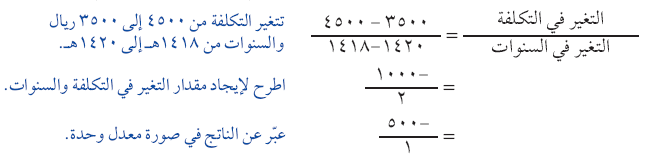 التغير في التكلفة / التغير في السنوات = ٣٥٠٠ – ٤٥٠٠ / ١٤٢٠–١٤١٨
تتغير التكلفة من ٤٥٠٠ إلى ٣٥٠٠ ريال
والسنوات من ١٤١٨هـ إلى ١٤٢٠هـ.
= –١٠٠٠ / ٢
اطرح لإيجاد مقدار التغير في التكلفة والسنوات.
= –٥٠٠ / ١
عبّر عن الناتج في صورة معدل وحدة.